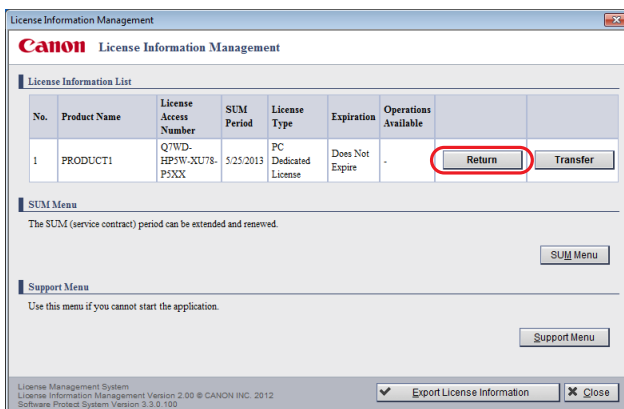 License Information Management
Canon License Information Management
License Information List
No. Product Name License Access Number SUM Period License Type Expiration Operations Available
1 PRODUCT1 Q7WD-HP5W-XU78-P5XX 5/25/2013 PC Dedicated License Does Not Expire - Return Transfer
SUM Menu
The SUM (service contract) period can be extended and renewed.
SUM Menu
Support Menu
Use this menu if you cannot start the application.
Support Menu
License Management System
License Information Management Version 2.00 © CANON INC. 2012
Software Protect System Version 3.3.0.100
Export License Information Close